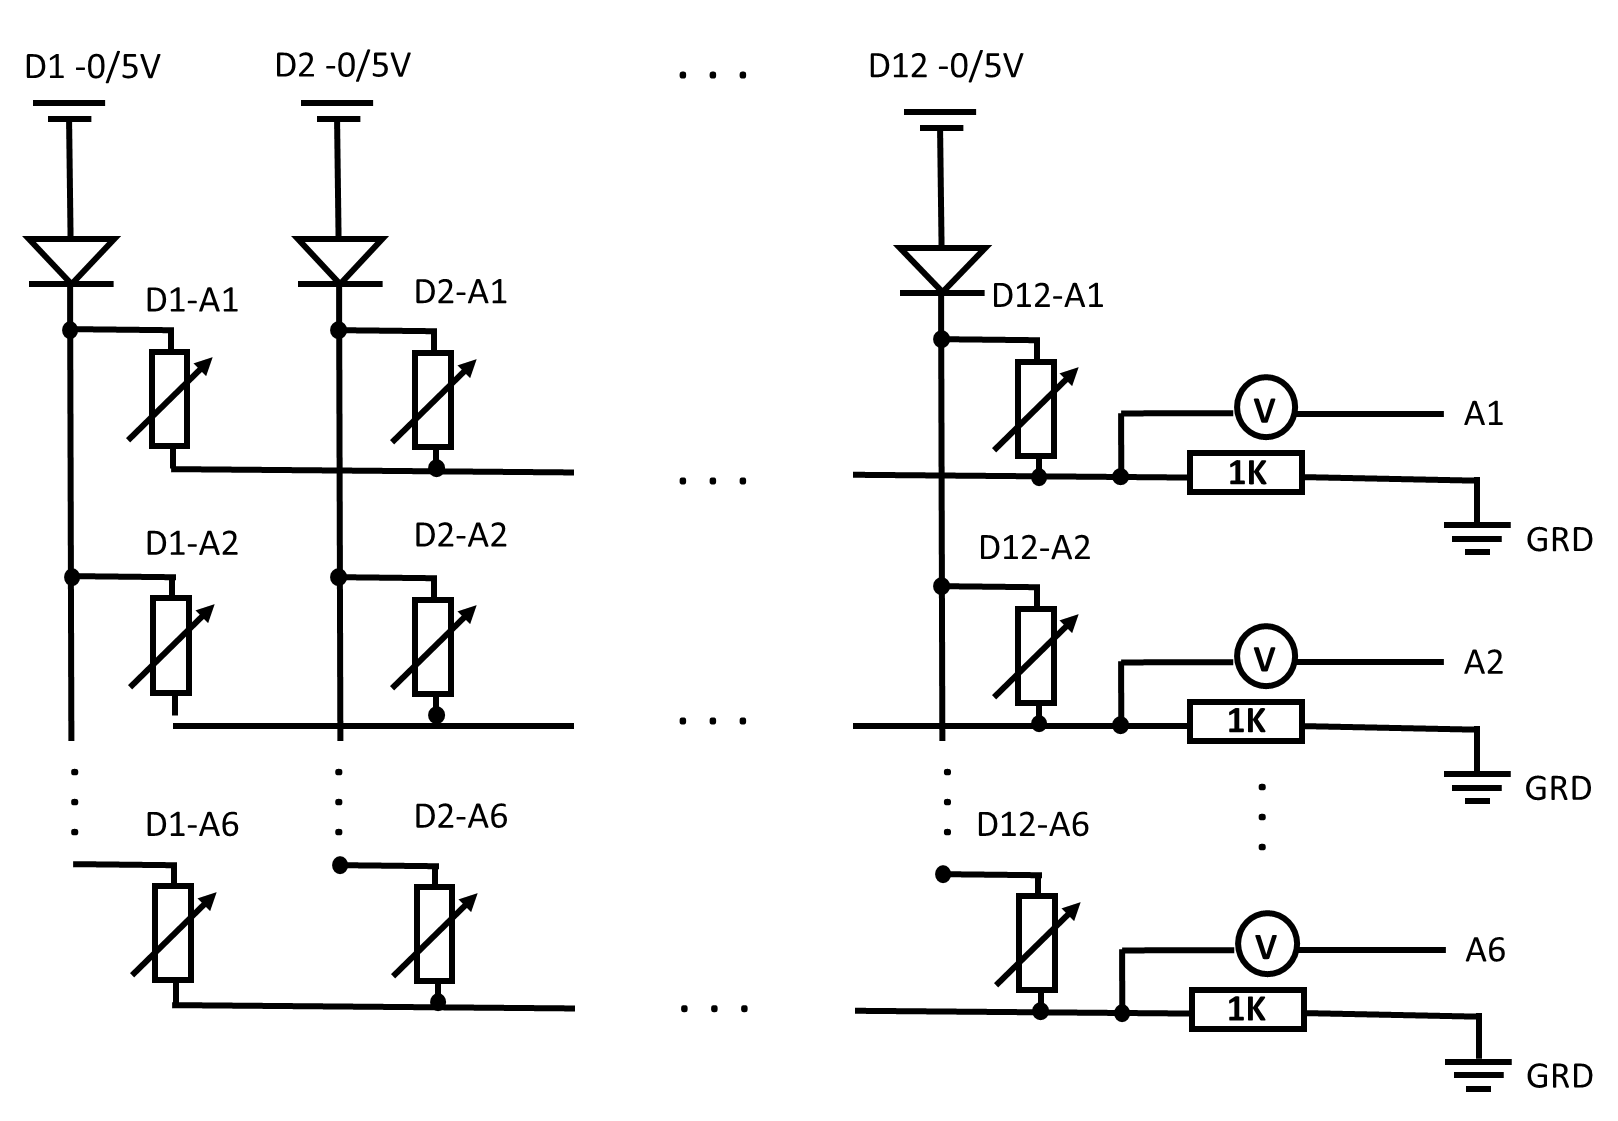 D1 -0/5V
D2 -0/5V
. . .
D12 -0/5V
D1-A1
D2-A1
D12-A1
V
A1
1K
. . .
GRD
D1-A2
D2-A2
D12-A2
V
A2
1K
. . .
GRD
D1-A6
D2-A6
D12-A6
V
A6
1K
. . .
GRD